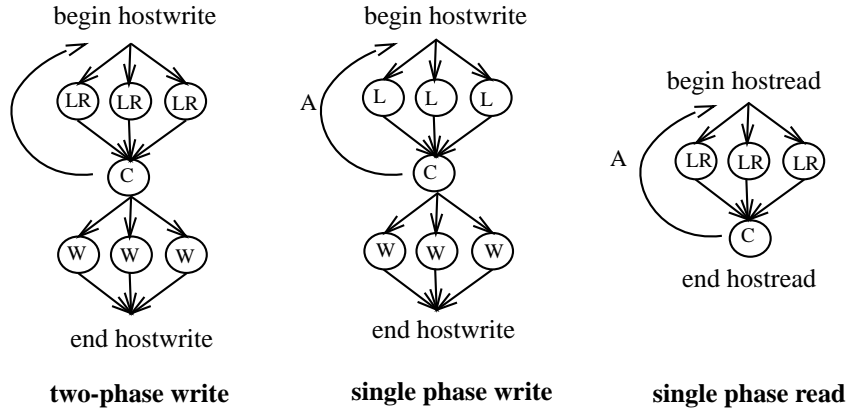 begin hostwrite
LR LR LR
C
W W W
end hostwrite
two-phase write
begin hostwrite
A
L L L
C
W W W
end hostwrite
single phase write
begin hostread
A
LR LR LR
C
end hostread
single phase read